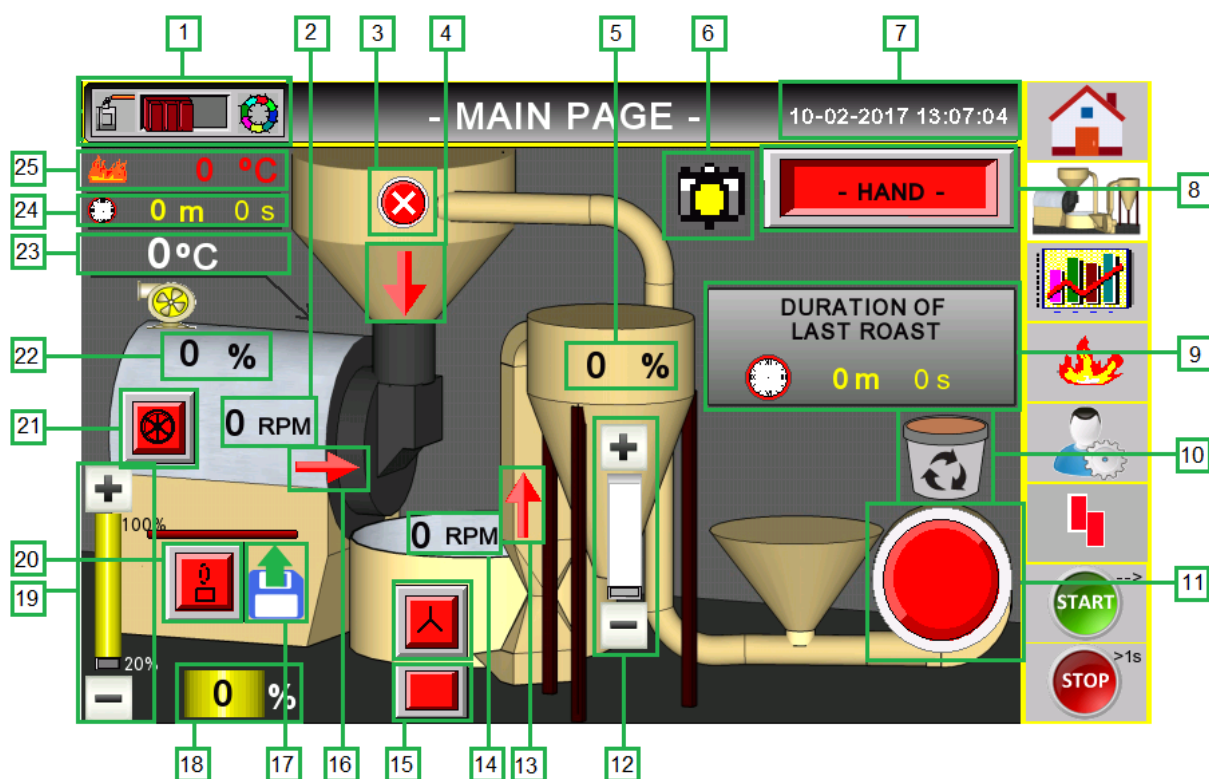 1
2
3
4
5
6
7
- MAIN PAGE -
10-02-2017 13:07:04
25
0 ºC
24
0 m 0 s
- HAND -
8
23
0ºC
DURATION OF
LAST ROAST
0 m 0 s
9
22
0 %
0 %
21
0 RPM
10
100%
0 RPM
20
19
11
-->
START
20%
>1s
STOP
0 %
18
17
16
15
14
13
12